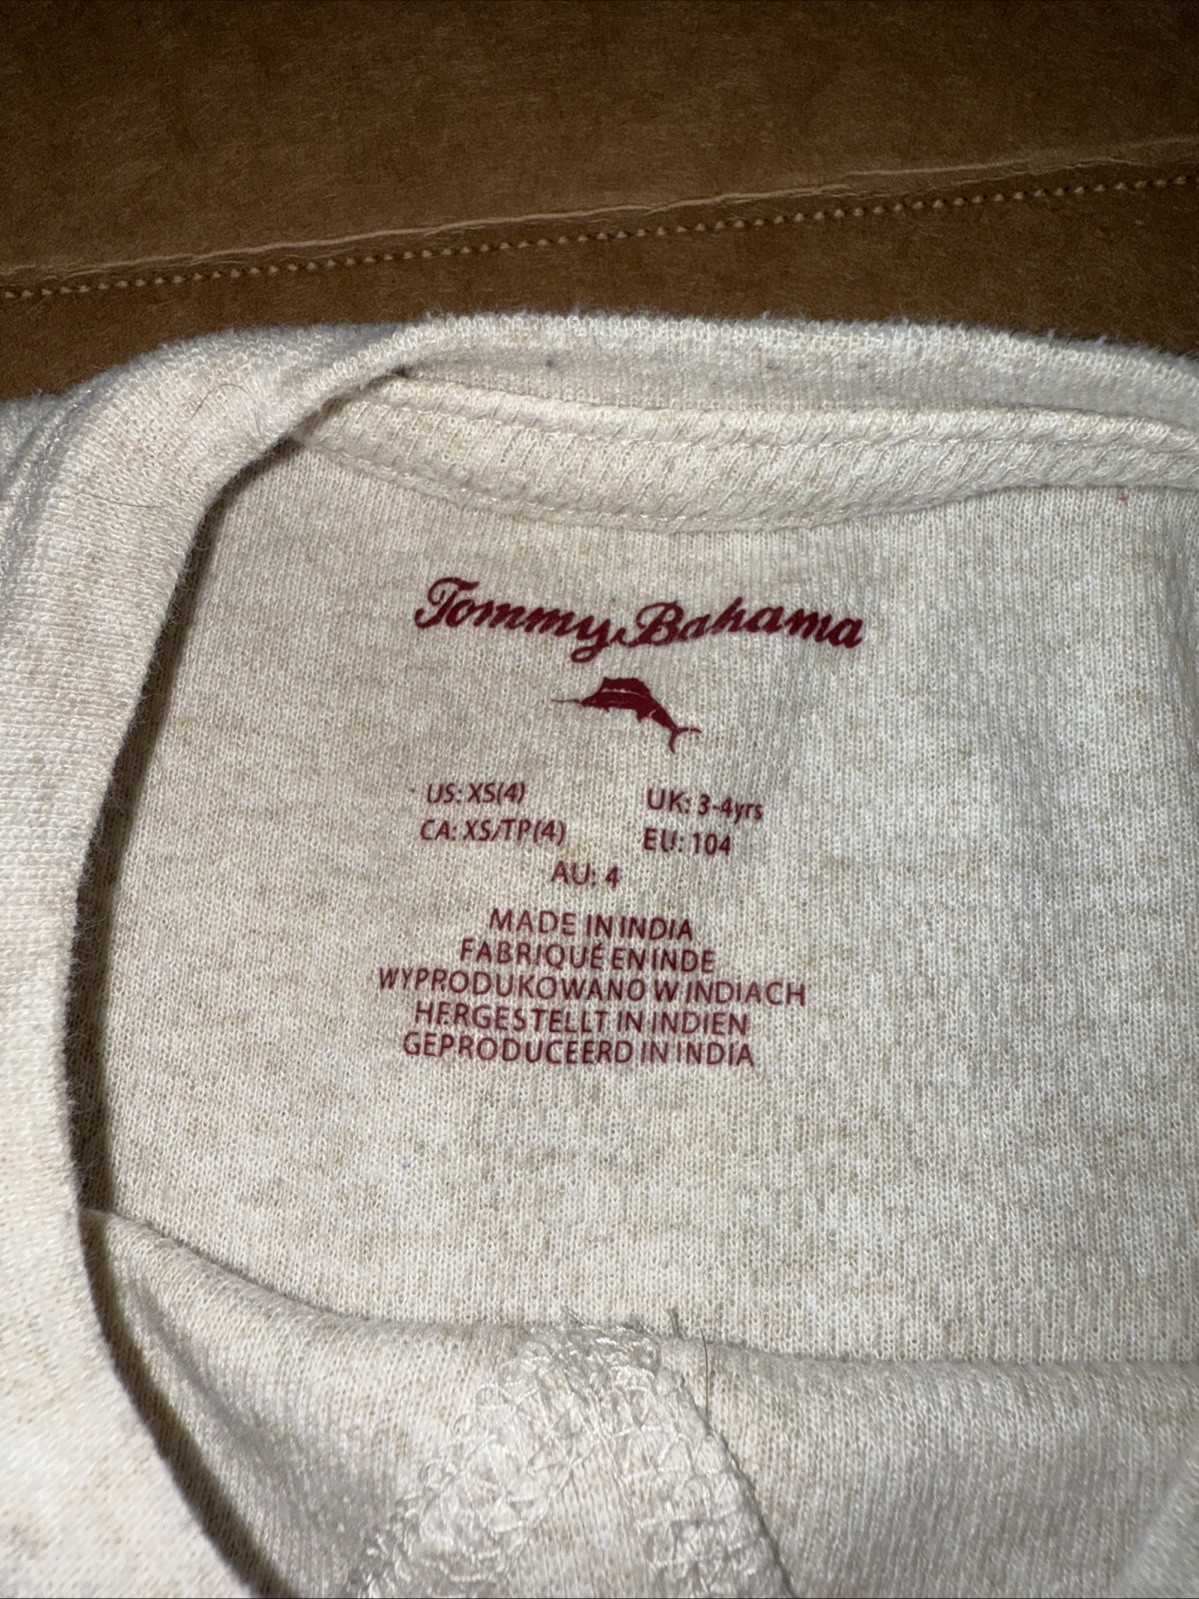 Tommy Bahama
US: XS(4) UK: 3-4yrs
CA: XS/TP(4) EU: 104
AU: 4
MADE IN INDIA
FABRIQUÉ EN INDE
WYPRODUKOWANO W INDIACH
HERGESTELLT IN INDIEN
GEPRODUCEERD IN INDIA